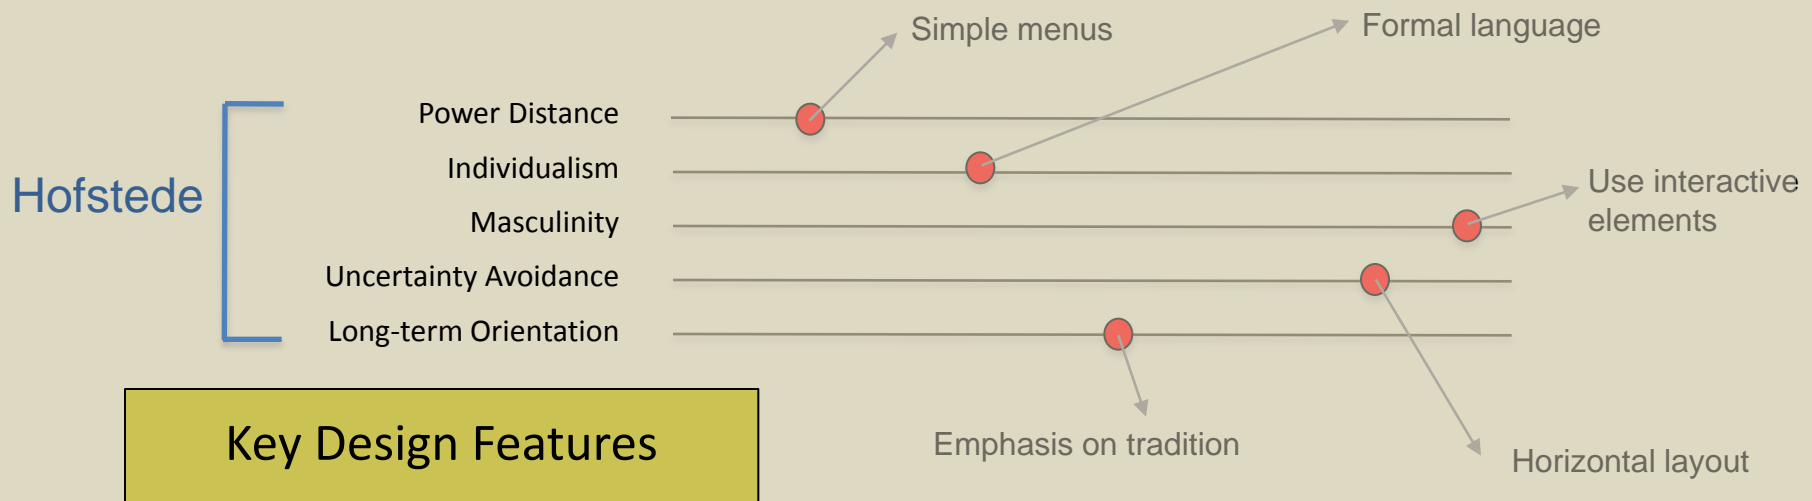 Simple menus
Formal language
Power Distance
Individualism
Hofstede
Use interactive
elements
Masculinity
Uncertainty Avoidance
Long-term Orientation
Key Design Features
Emphasis on tradition
Horizontal layout